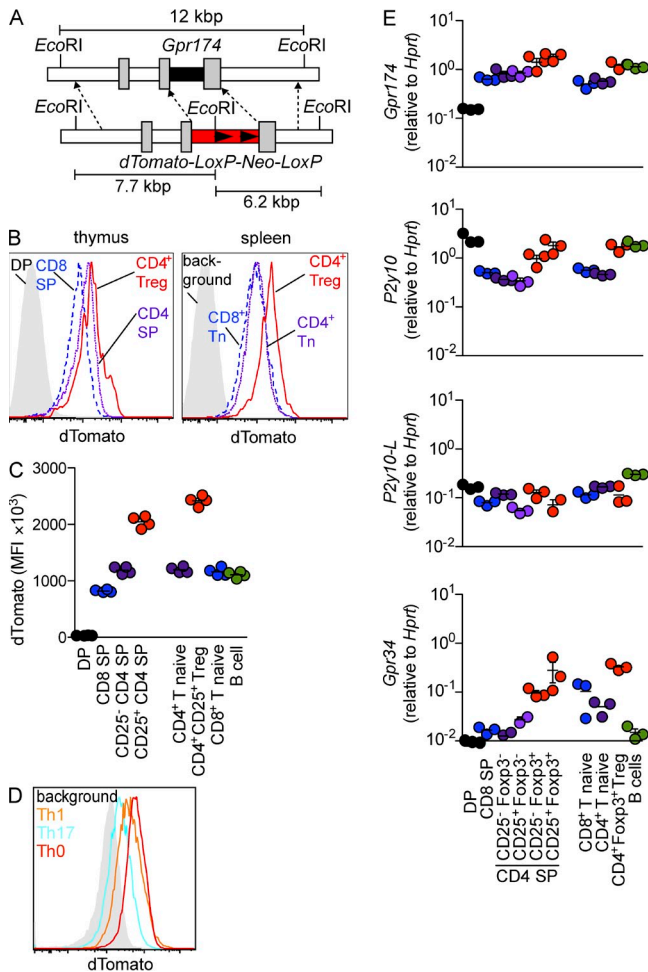 A
12 kbp
EcoRI
Gpr174
EcoRI
EcoRI
EcoRI
EcoRI
dTomato-LoxP-Neo-LoxP
7.7 kbp
6.2 kbp
B
thymus
spleen
DP
CD8
SP
CD4+
Treg
CD4
SP
back-
ground
CD4+
Treg
CD8+
Tn
CD4+
Tn
dTomato
dTomato
C
dTomato (MFI ×10³)
3000
2000
1000
0
DP
CD8 SP
CD25- CD4 SP
CD25+ CD4 SP
CD4+ T naive
CD4+CD25+ Treg
CD8+ T naive
B cell
D
background
Th1
Th17
Th0
dTomato
E
Gpr174
(relative to Hprt)
10¹
10⁰
10⁻¹
10⁻²
P2y10
(relative to Hprt)
10¹
10⁰
10⁻¹
10⁻²
P2y10-L
(relative to Hprt)
10¹
10⁰
10⁻¹
10⁻²
Gpr34
(relative to Hprt)
10¹
10⁰
10⁻¹
10⁻²
DP
CD8 SP
CD25- Foxp3-
CD25+ Foxp3-
CD25- Foxp3+
CD25+ Foxp3+
CD4 SP
CD8+ T naive
CD4+ T naive
CD4+Foxp3+ Treg
B cells